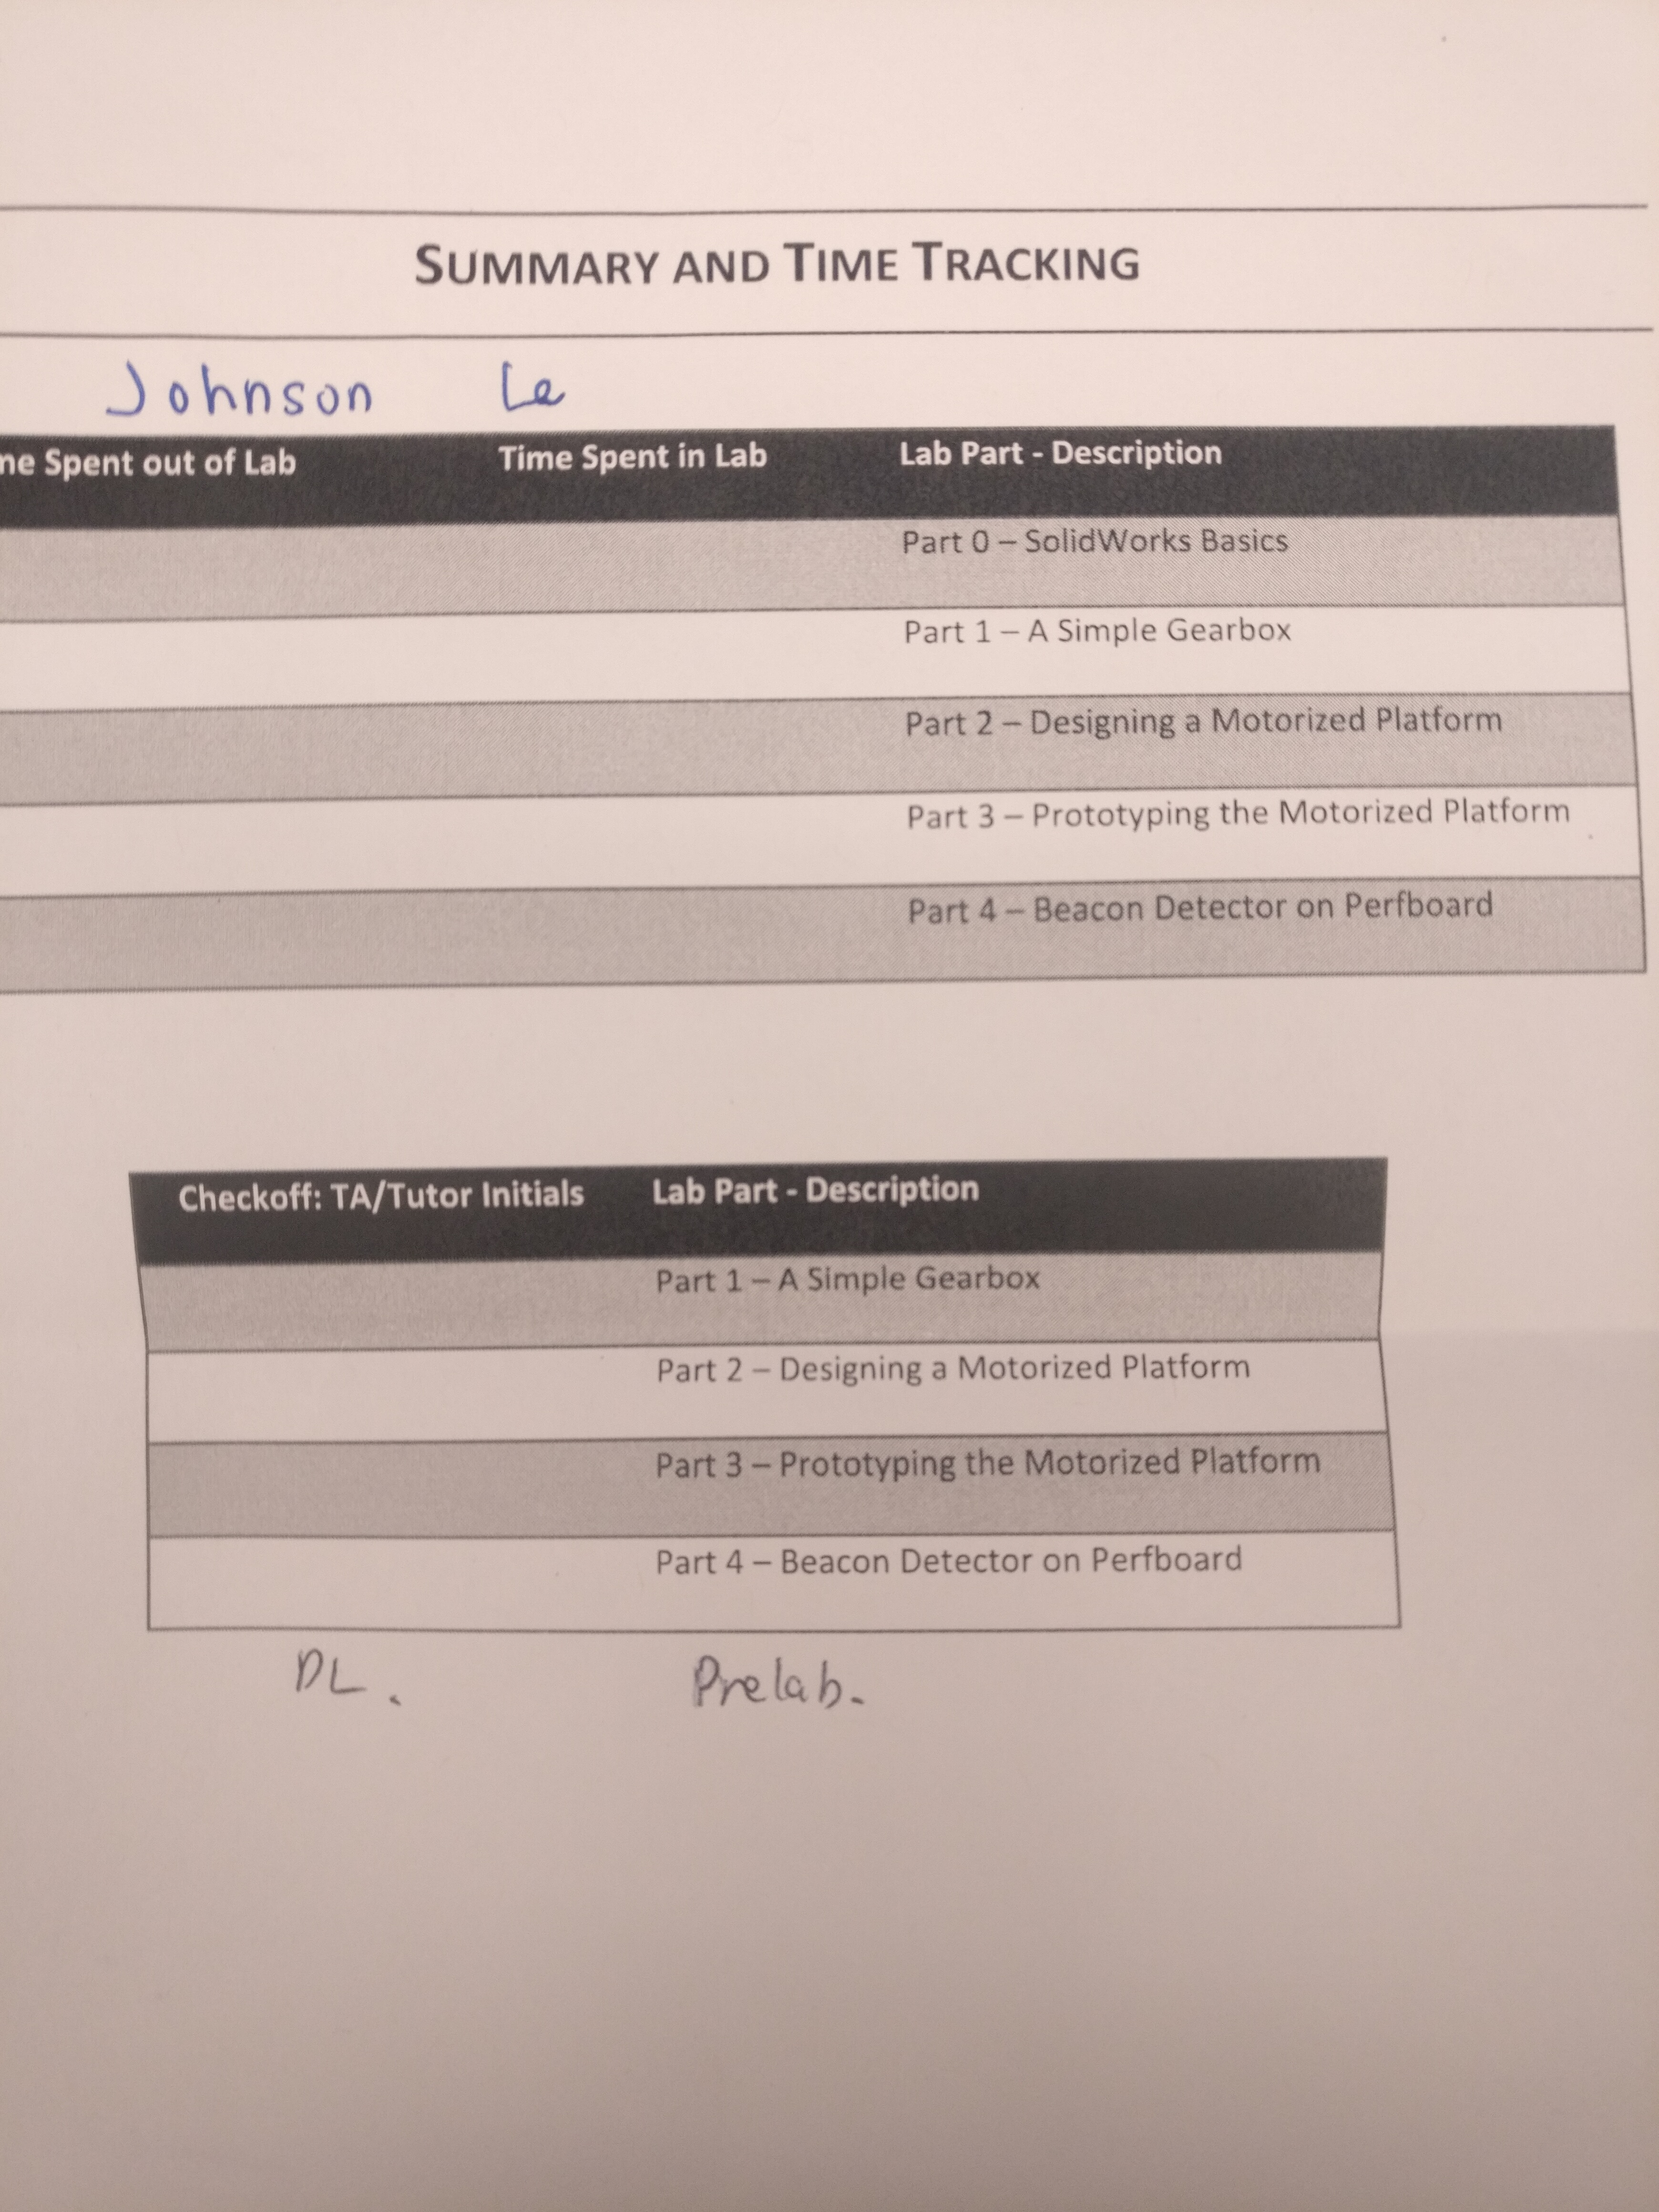 SUMMARY AND TIME TRACKING
Johnson Le
me Spent out of Lab Time Spent in Lab Lab Part - Description
Part 0 – SolidWorks Basics
Part 1 – A Simple Gearbox
Part 2 – Designing a Motorized Platform
Part 3 – Prototyping the Motorized Platform
Part 4 – Beacon Detector on Perfboard
Checkoff: TA/Tutor Initials Lab Part - Description
Part 1 – A Simple Gearbox
Part 2 – Designing a Motorized Platform
Part 3 – Prototyping the Motorized Platform
Part 4 – Beacon Detector on Perfboard
DL. Prelab.